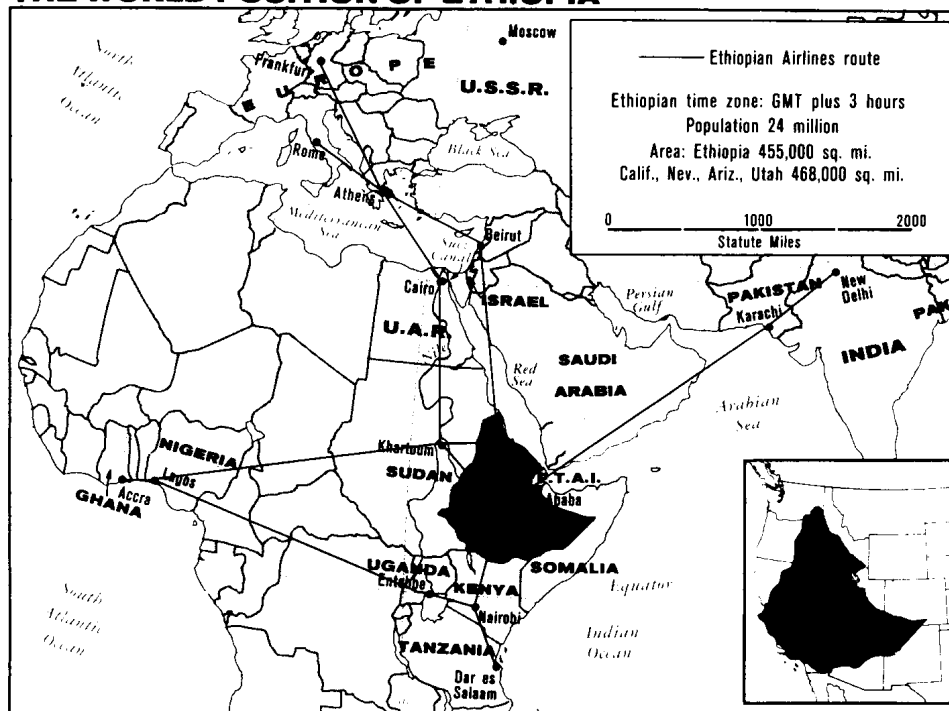 THE WORLD POSITION OF ETHIOPIA
Moscow
North
Atlantic
Ocean
Frankfurt
EUROPE
U.S.S.R.
Ethiopian Airlines route
Ethiopian time zone: GMT plus 3 hours
Population 24 million
Area: Ethiopia 455,000 sq. mi.
Calif., Nev., Ariz., Utah 468,000 sq. mi.
0 1000 2000
Statute Miles
Rome
Black Sea
Athens
Mediterranean
Sea
Suez
Canal
Beirut
Cairo
ISRAEL
Persian
Gulf
PAKISTAN
Karachi
New
Delhi
PAK
INDIA
U.A.R.
Nile
Red
Sea
SAUDI
ARABIA
Arabian
Sea
NIGERIA
Khartoum
SUDAN
Lagos
Accra
GHANA
F.T.A.I.
Ababa
UGANDA
Entebbe
KENYA
SOMALIA
Equator
Nairobi
South
Atlantic
Ocean
Indian
Ocean
TANZANIA
Dar es
Salaam